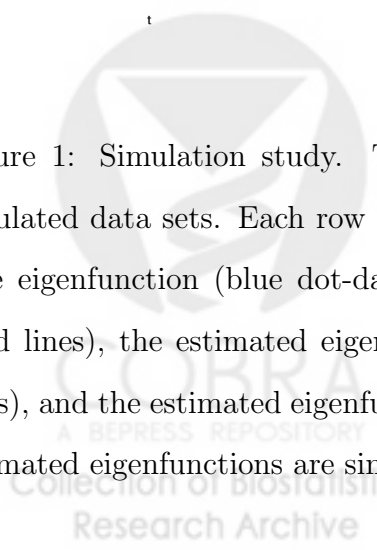 t
ure 1: Simulation study. T
ulated data sets. Each row
e eigenfunction (blue dot-da
d lines), the estimated eigen
s), and the estimated eigenfu
mated eigenfunctions are sim
COBRA
A BEPRESS REPOSITORY
Collection of Biostatist
Research Archive